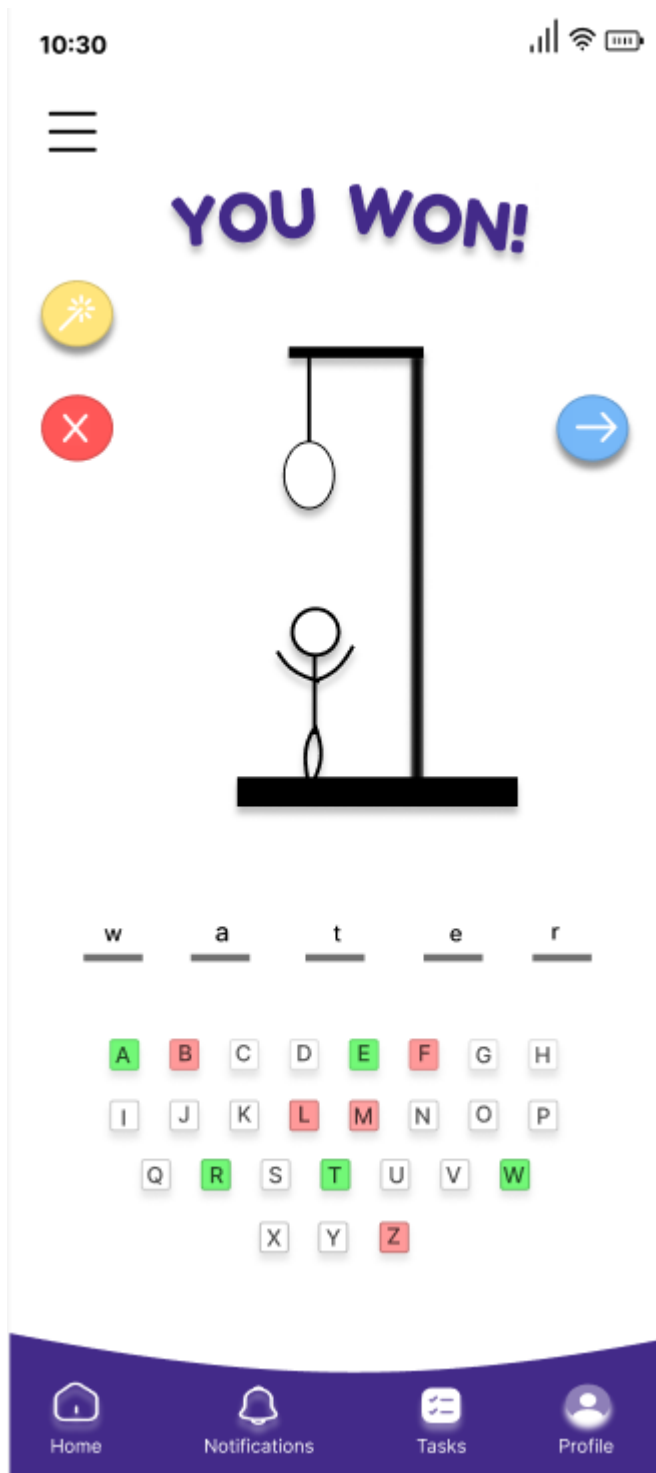 10:30
YOU WON!
w a t e r
A B C D E F G H
I J K L M N O P
Q R S T U V W
X Y Z
Home Notifications Tasks Profile